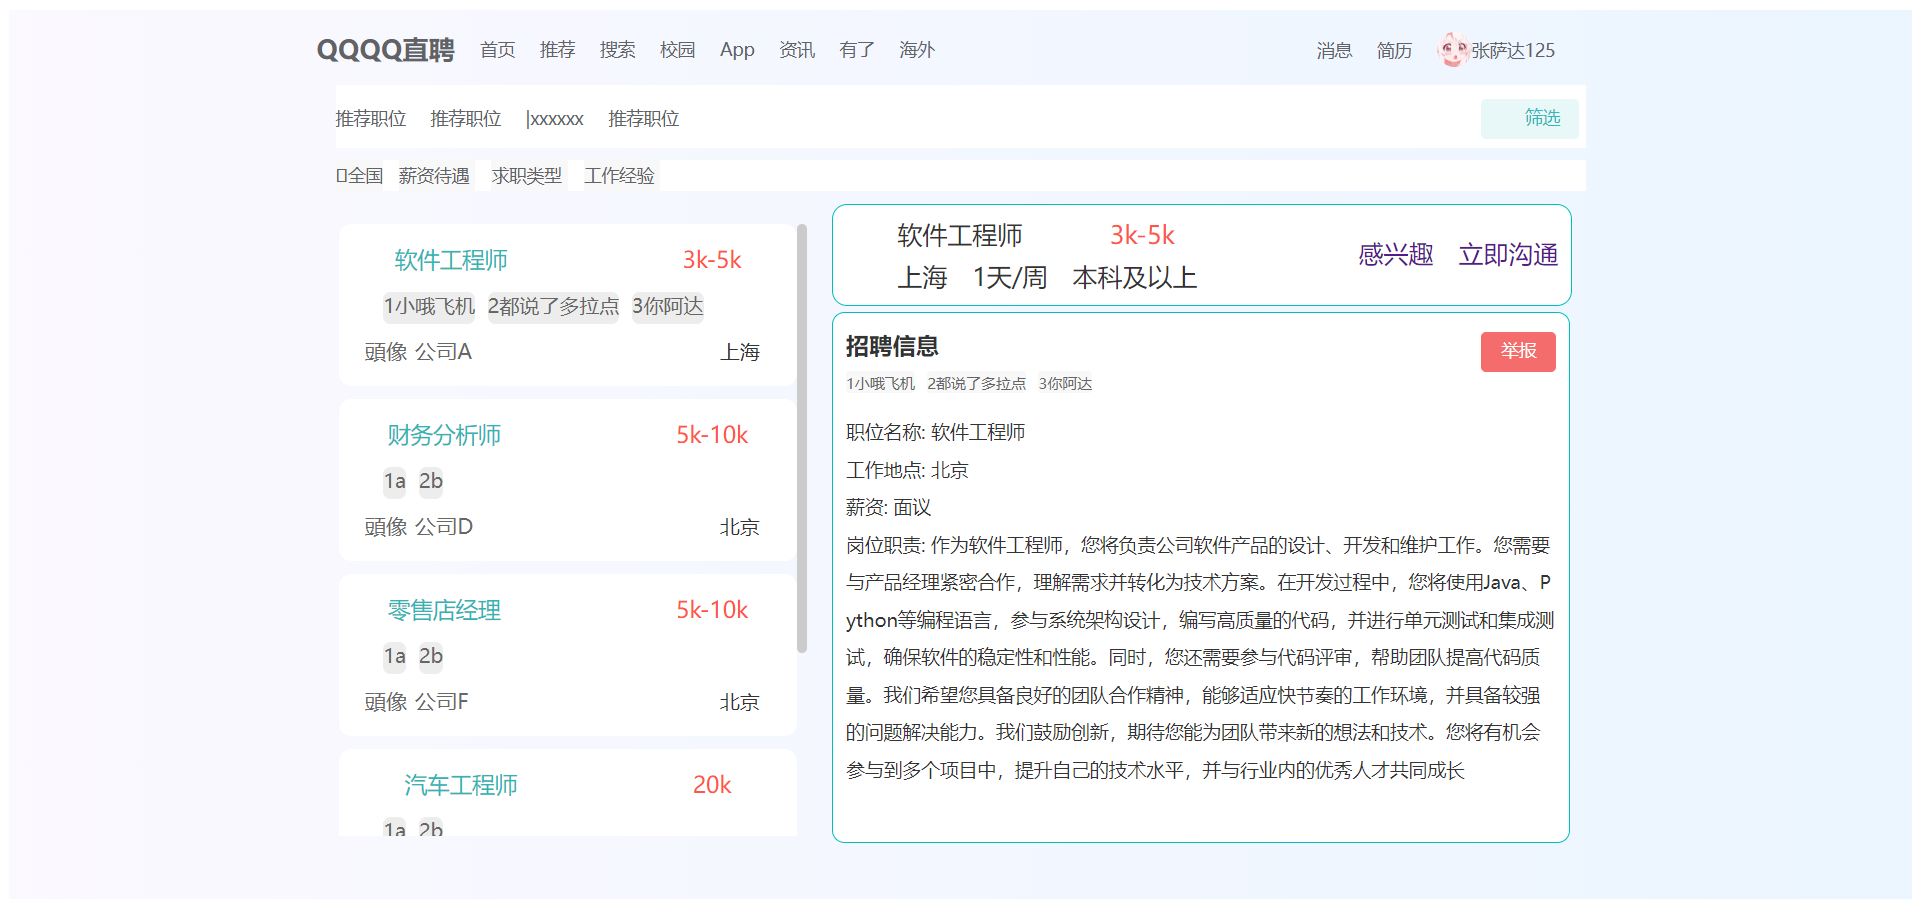 QQQQ直聘 首页 推荐 搜索 校园 App 资讯 有了 海外 消息 简历 张萨达125
推荐职位 推荐职位 |xxxxxx 推荐职位 筛选
全国 薪资待遇 求职类型 工作经验
软件工程师 3k-5k
1小哦飞机 2都说了多拉点 3你阿达
頭像 公司A 上海
财务分析师 5k-10k
1a 2b
頭像 公司D 北京
零售店经理 5k-10k
1a 2b
頭像 公司F 北京
汽车工程师 20k
1a 2b
软件工程师 3k-5k
上海 1天/周 本科及以上
感兴趣 立即沟通
招聘信息 举报
1小哦飞机 2都说了多拉点 3你阿达
职位名称: 软件工程师
工作地点: 北京
薪资: 面议
岗位职责: 作为软件工程师，您将负责公司软件产品的设计、开发和维护工作。您需要
与产品经理紧密合作，理解需求并转化为技术方案。在开发过程中，您将使用Java、P
ython等编程语言，参与系统架构设计，编写高质量的代码，并进行单元测试和集成测
试，确保软件的稳定性和性能。同时，您还需要参与代码评审，帮助团队提高代码质
量。我们希望您具备良好的团队合作精神，能够适应快节奏的工作环境，并具备较强
的问题解决能力。我们鼓励创新，期待您能为团队带来新的想法和技术。您将有机会
参与到多个项目中，提升自己的技术水平，并与行业内的优秀人才共同成长